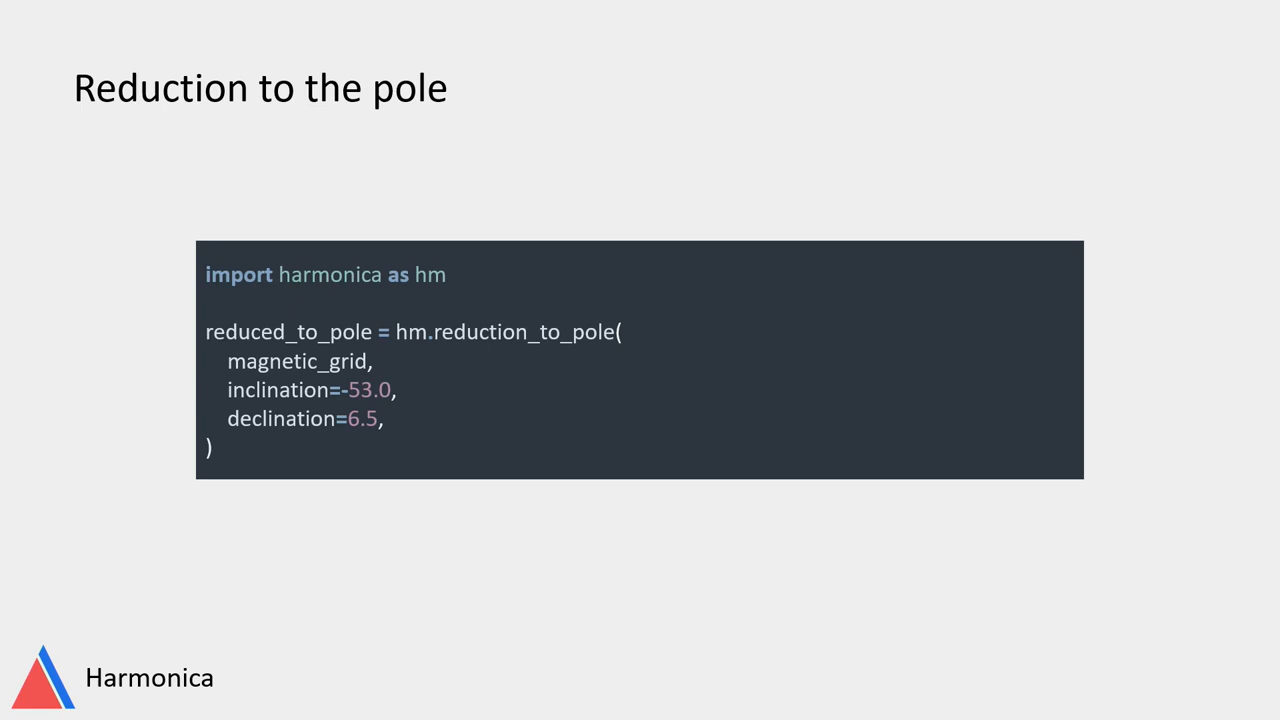 Reduction to the pole
import harmonica as hm
reduced_to_pole = hm.reduction_to_pole(
magnetic_grid,
inclination=-53.0,
declination=6.5,
)
Harmonica